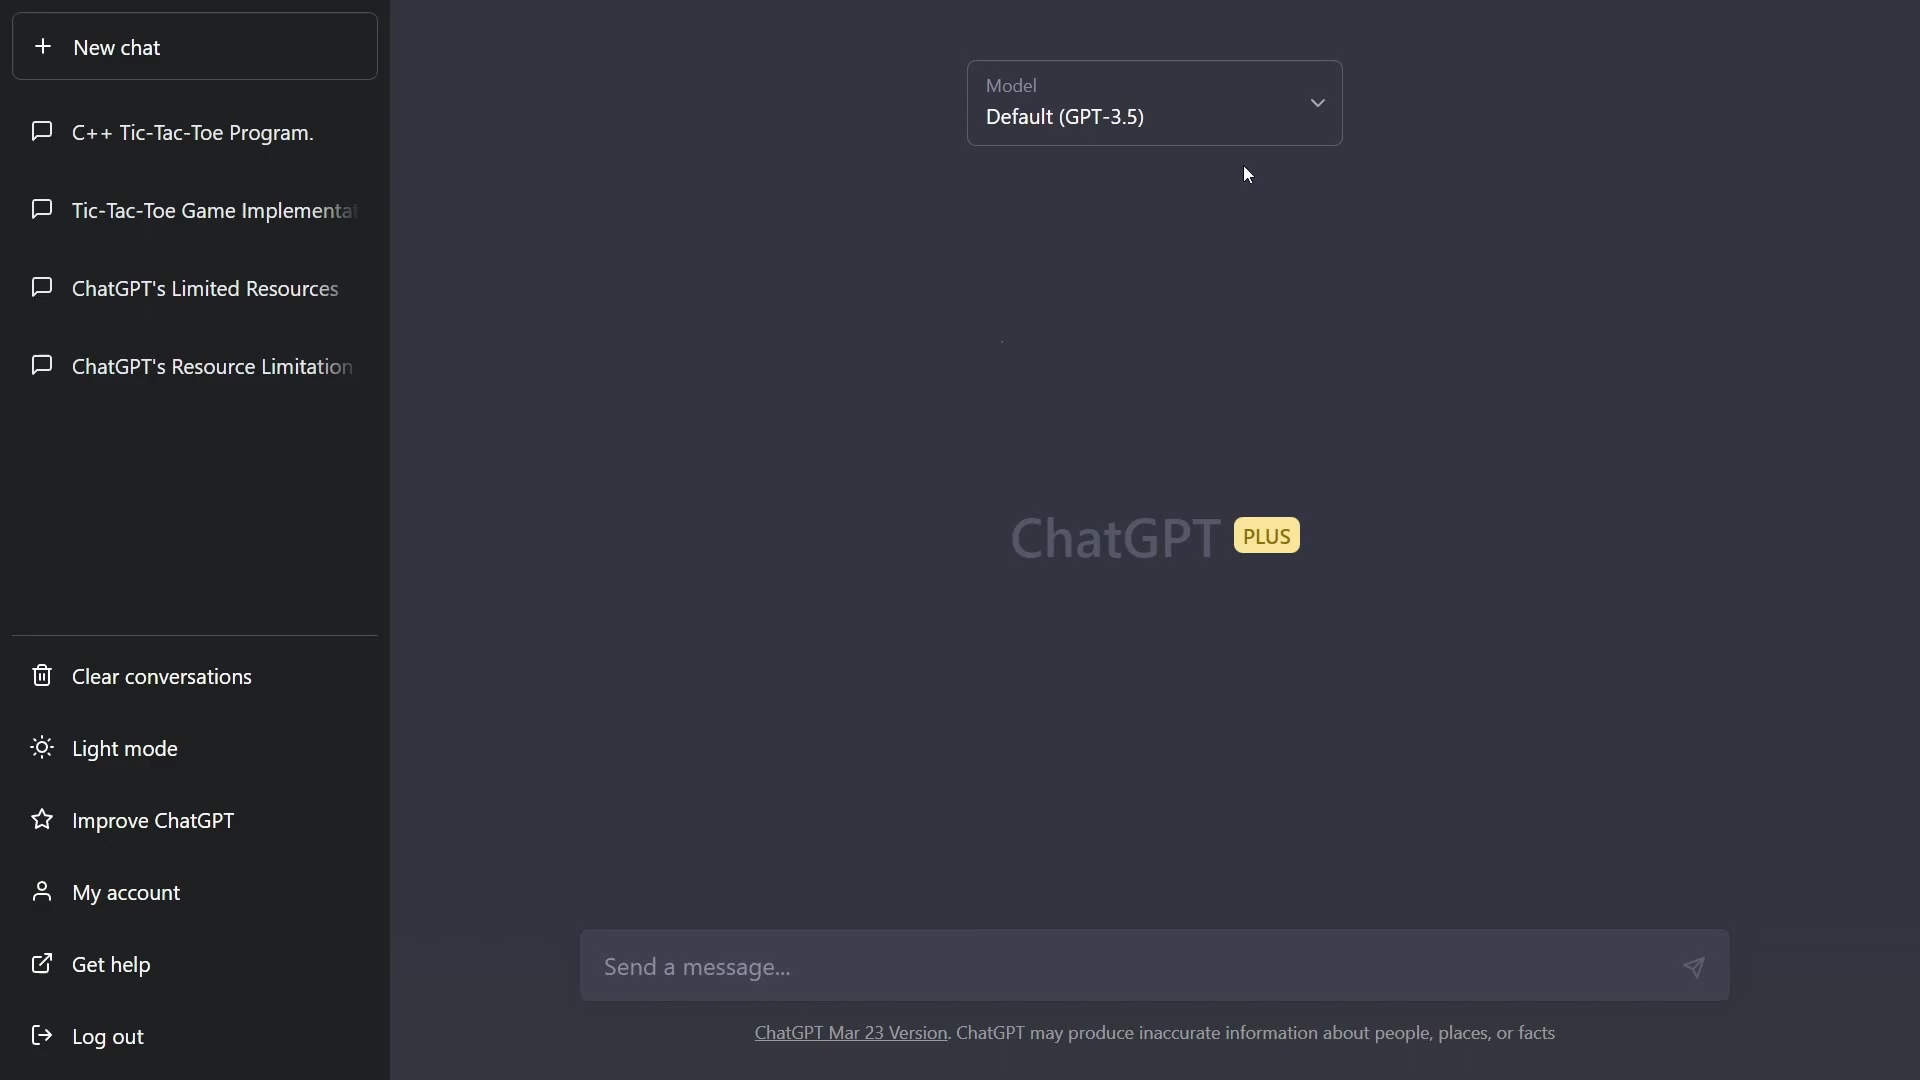 New chat
C++ Tic-Tac-Toe Program.
Tic-Tac-Toe Game Implementat
ChatGPT's Limited Resources
ChatGPT's Resource Limitation
Clear conversations
Light mode
Improve ChatGPT
My account
Get help
Log out
Model
Default (GPT-3.5)
ChatGPT PLUS
Send a message...
ChatGPT Mar 23 Version. ChatGPT may produce inaccurate information about people, places, or facts